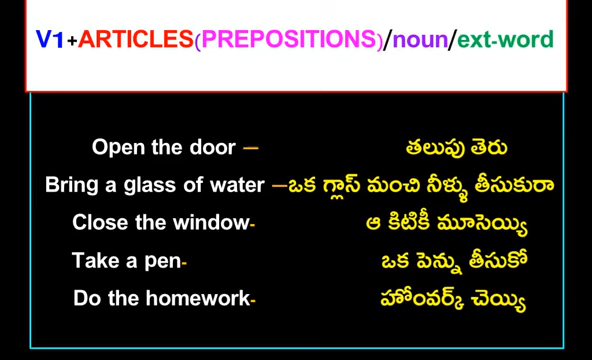 V1+ARTICLES(PREPOSITIONS)/noun/ext-word
Open the door – తలుపు తెరు
Bring a glass of water –ఒక గ్లాస్ మంచి నీళ్ళు తీసుకురా
Close the window- ఆ కిటికీ మూసెయ్యి
Take a pen- ఒక పెన్ను తీసుకో
Do the homework- హోంవర్క్ చెయ్యి